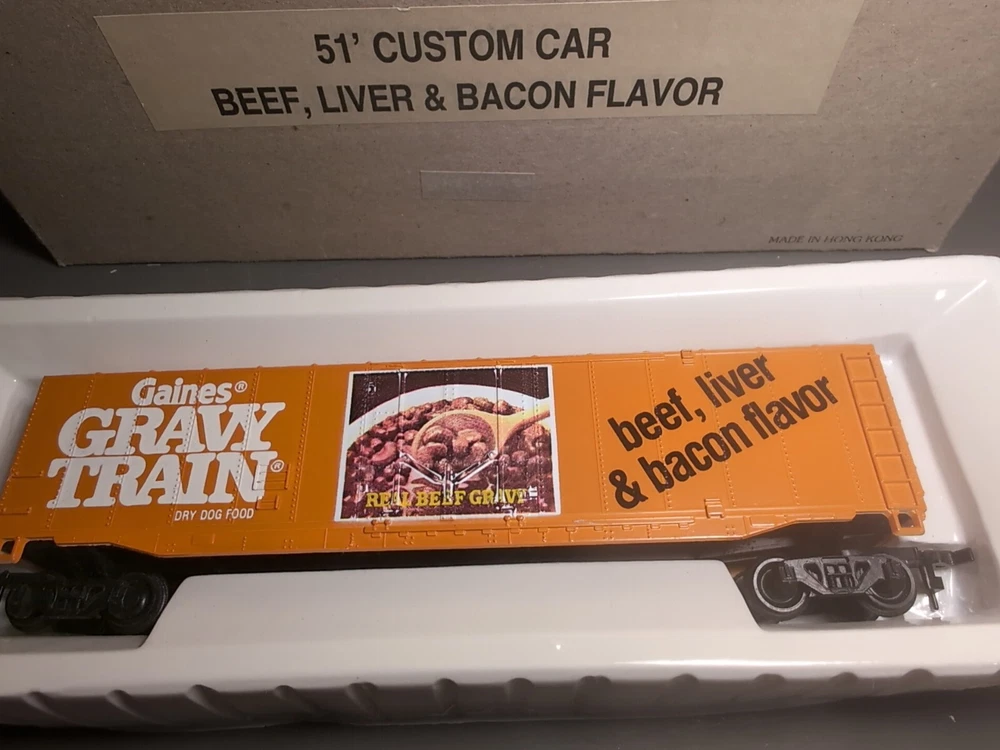 51' CUSTOM CAR
BEEF, LIVER & BACON FLAVOR
MADE IN HONG KONG
Gaines®
GRAVY
TRAIN®
DRY DOG FOOD
REAL BEEF GRAVY
beef, liver
& bacon flavor